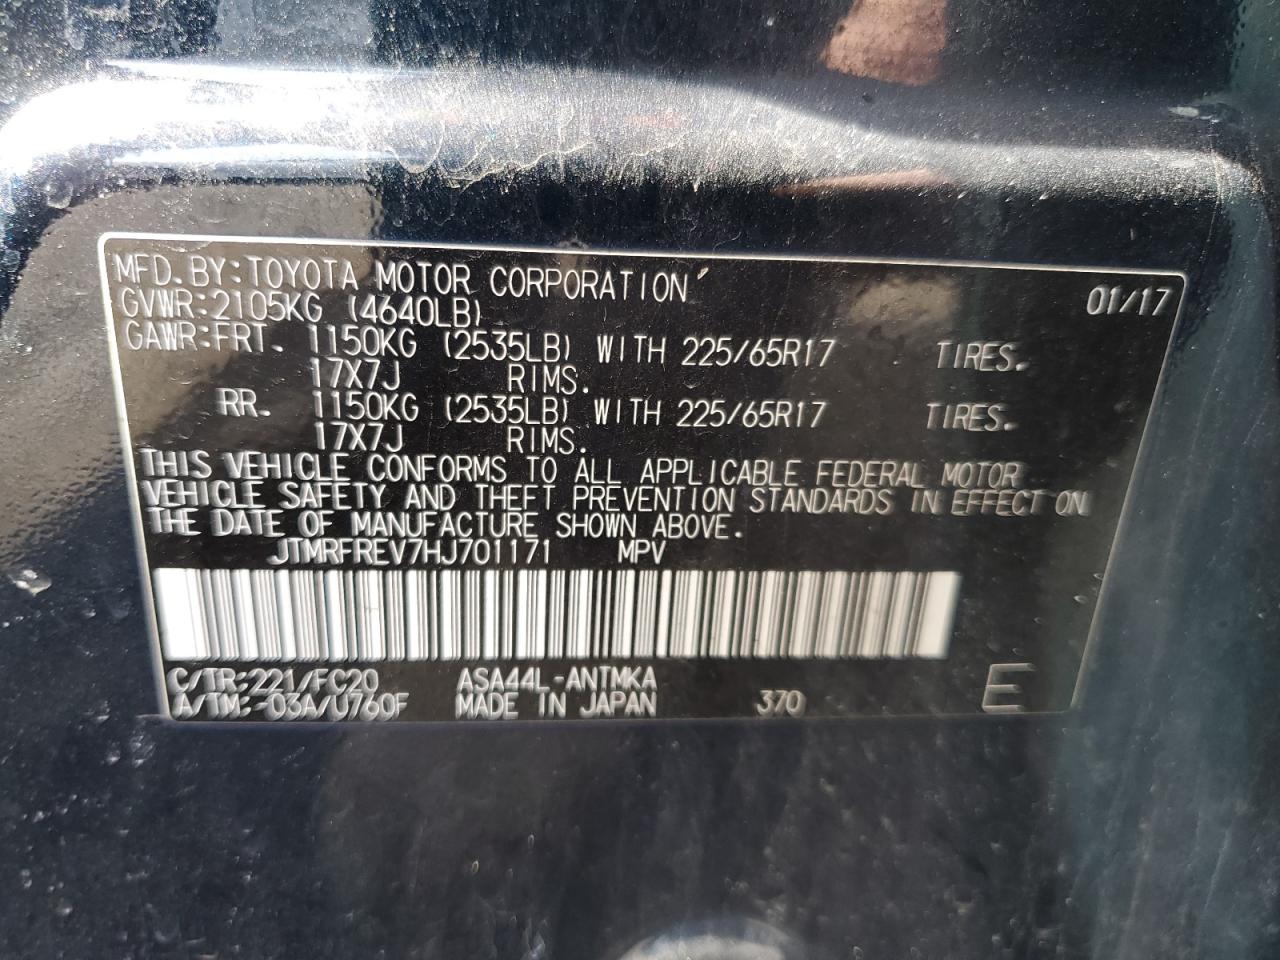 MFD.BY:TOYOTA MOTOR CORPORATION 01/17
GVWR:2105KG (4640LB)
GAWR:FRT. 1150KG (2535LB) WITH 225/65R17 TIRES.
17X7J RIMS.
RR. 1150KG (2535LB) WITH 225/65R17 TIRES.
17X7J RIMS.
THIS VEHICLE CONFORMS TO ALL APPLICABLE FEDERAL MOTOR
VEHICLE SAFETY AND THEFT PREVENTION STANDARDS IN EFFECT ON
THE DATE OF MANUFACTURE SHOWN ABOVE.
JTMRFREV7HJ701171 MPV
C/TR:221/FC20 ASA44L-ANTMKA
A/TM:-03A/U760F MADE IN JAPAN 370 E